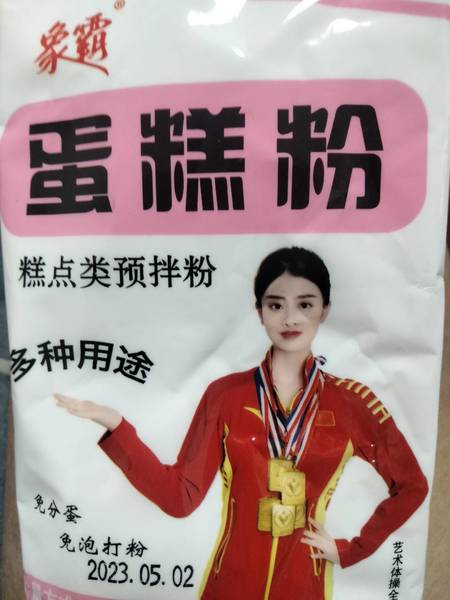 象霸®
蛋糕粉
糕点类预拌粉
多种用途
免分蛋
免泡打粉
2023.05.02
艺术体操全